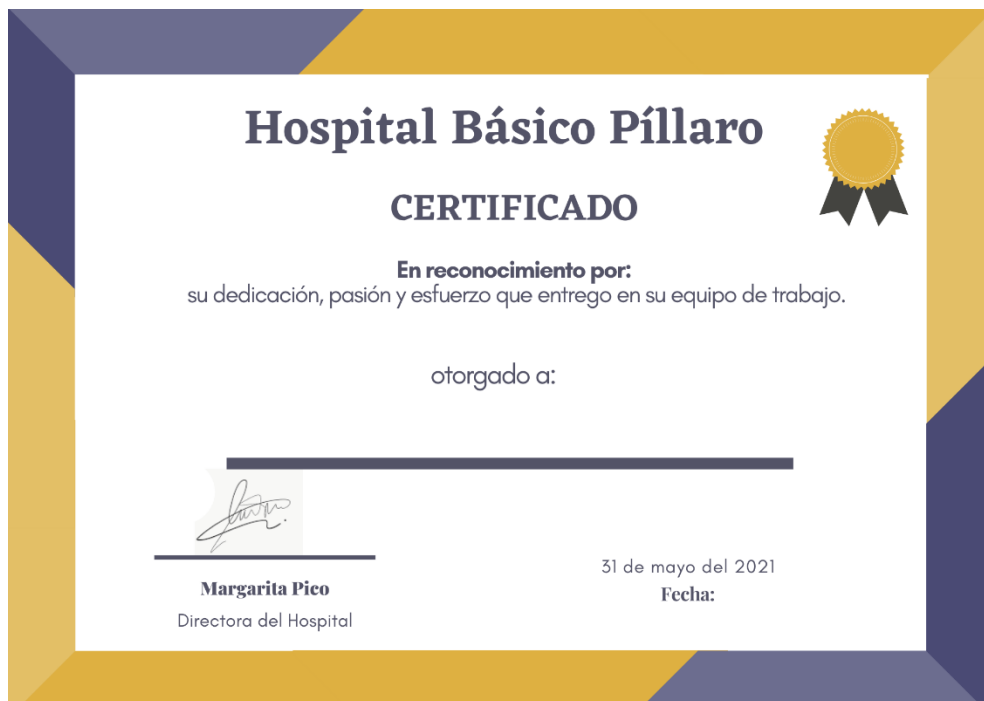 Hospital Básico Píllaro
CERTIFICADO
En reconocimiento por:
su dedicación, pasión y esfuerzo que entrego en su equipo de trabajo.
otorgado a:
Margarita Pico
Directora del Hospital
31 de mayo del 2021
Fecha: